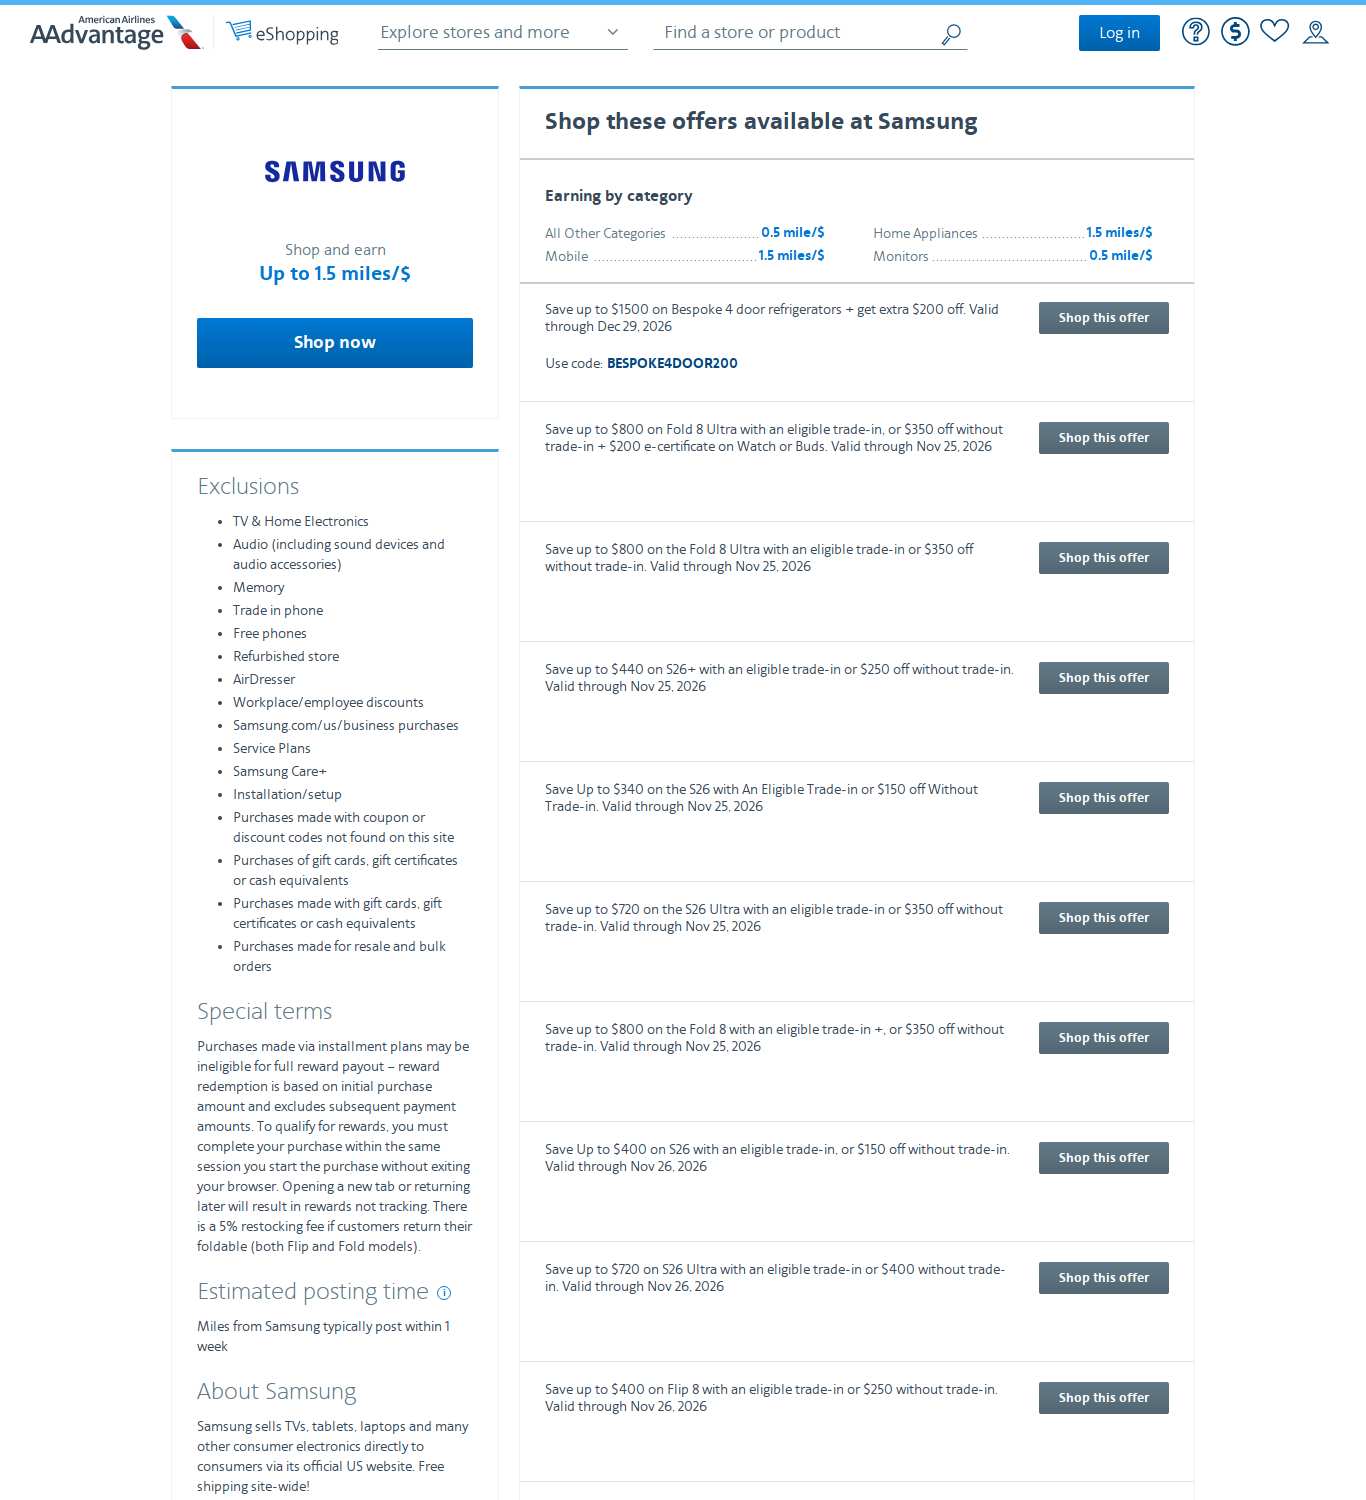 American Airlines
AAdvantage
eShopping
Explore stores and more
Find a store or product
Log in
SAMSUNG
Shop and earn
Up to 1.5 miles/$
Shop now
Exclusions
• TV & Home Electronics
• Audio (including sound devices and
audio accessories)
• Memory
• Trade in phone
• Free phones
• Refurbished store
• AirDresser
• Workplace/employee discounts
• Samsung.com/us/business purchases
• Service Plans
• Samsung Care+
• Installation/setup
• Purchases made with coupon or
discount codes not found on this site
• Purchases of gift cards, gift certificates
or cash equivalents
• Purchases made with gift cards, gift
certificates or cash equivalents
• Purchases made for resale and bulk
orders
Special terms
Purchases made via installment plans may be
ineligible for full reward payout – reward
redemption is based on initial purchase
amount and excludes subsequent payment
amounts. To qualify for rewards, you must
complete your purchase within the same
session you start the purchase without exiting
your browser. Opening a new tab or returning
later will result in rewards not tracking. There
is a 5% restocking fee if customers return their
foldable (both Flip and Fold models).
Estimated posting time
Miles from Samsung typically post within 1
week
About Samsung
Samsung sells TVs, tablets, laptops and many
other consumer electronics directly to
consumers via its official US website. Free
shipping site-wide!
Shop these offers available at Samsung
Earning by category
All Other Categories 0.5 mile/$
Mobile 1.5 miles/$
Home Appliances 1.5 miles/$
Monitors 0.5 mile/$
Save up to $1500 on Bespoke 4 door refrigerators + get extra $200 off. Valid
through Dec 29, 2026
Use code: BESPOKE4DOOR200
Shop this offer
Save up to $800 on Fold 8 Ultra with an eligible trade-in, or $350 off without
trade-in + $200 e-certificate on Watch or Buds. Valid through Nov 25, 2026
Shop this offer
Save up to $800 on the Fold 8 Ultra with an eligible trade-in or $350 off
without trade-in. Valid through Nov 25, 2026
Shop this offer
Save up to $440 on S26+ with an eligible trade-in or $250 off without trade-in.
Valid through Nov 25, 2026
Shop this offer
Save Up to $340 on the S26 with An Eligible Trade-in or $150 off Without
Trade-in. Valid through Nov 25, 2026
Shop this offer
Save up to $720 on the S26 Ultra with an eligible trade-in or $350 off without
trade-in. Valid through Nov 25, 2026
Shop this offer
Save up to $800 on the Fold 8 with an eligible trade-in +, or $350 off without
trade-in. Valid through Nov 25, 2026
Shop this offer
Save Up to $400 on S26 with an eligible trade-in, or $150 off without trade-in.
Valid through Nov 26, 2026
Shop this offer
Save up to $720 on S26 Ultra with an eligible trade-in or $400 without trade-
in. Valid through Nov 26, 2026
Shop this offer
Save up to $400 on Flip 8 with an eligible trade-in or $250 without trade-in.
Valid through Nov 26, 2026
Shop this offer